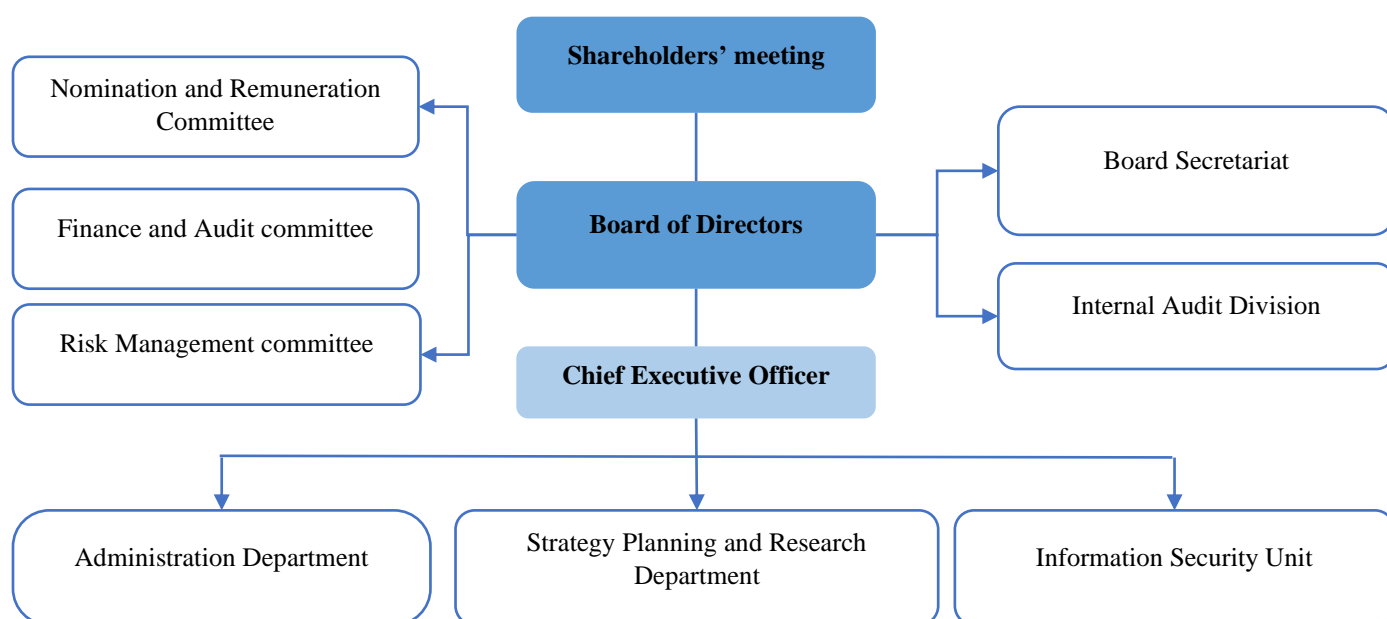 Shareholders’ meeting
Nomination and Remuneration
Committee
Board Secretariat
Finance and Audit committee
Board of Directors
Internal Audit Division
Risk Management committee
Chief Executive Officer
Administration Department
Strategy Planning and Research
Department
Information Security Unit